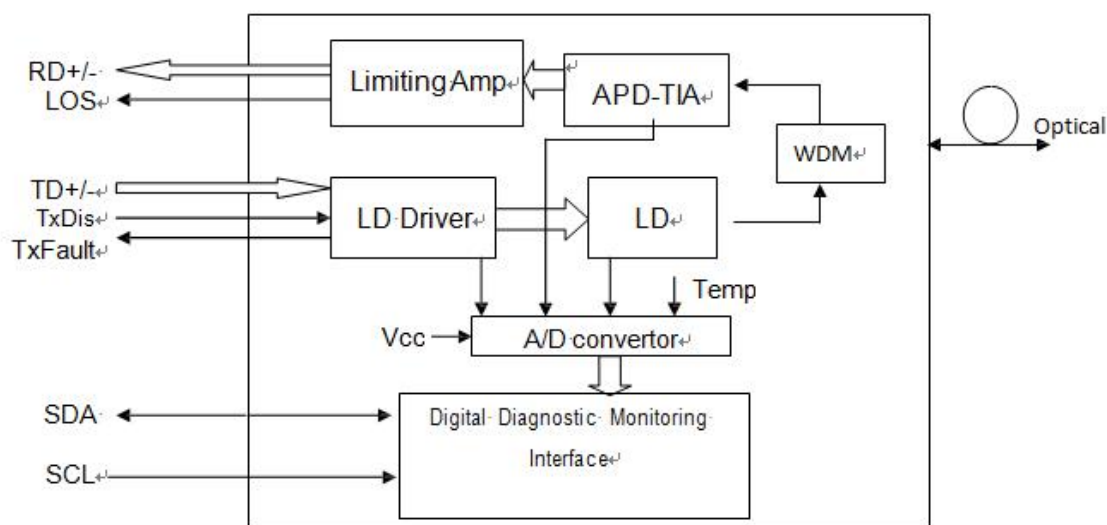 RD+/-
LOS
Limiting Amp
APD-TIA
WDM
Optical
TD+/-
TxDis
TxFault
LD Driver
LD
Temp
Vcc
A/D convertor
SDA
SCL
Digital Diagnostic Monitoring
Interface